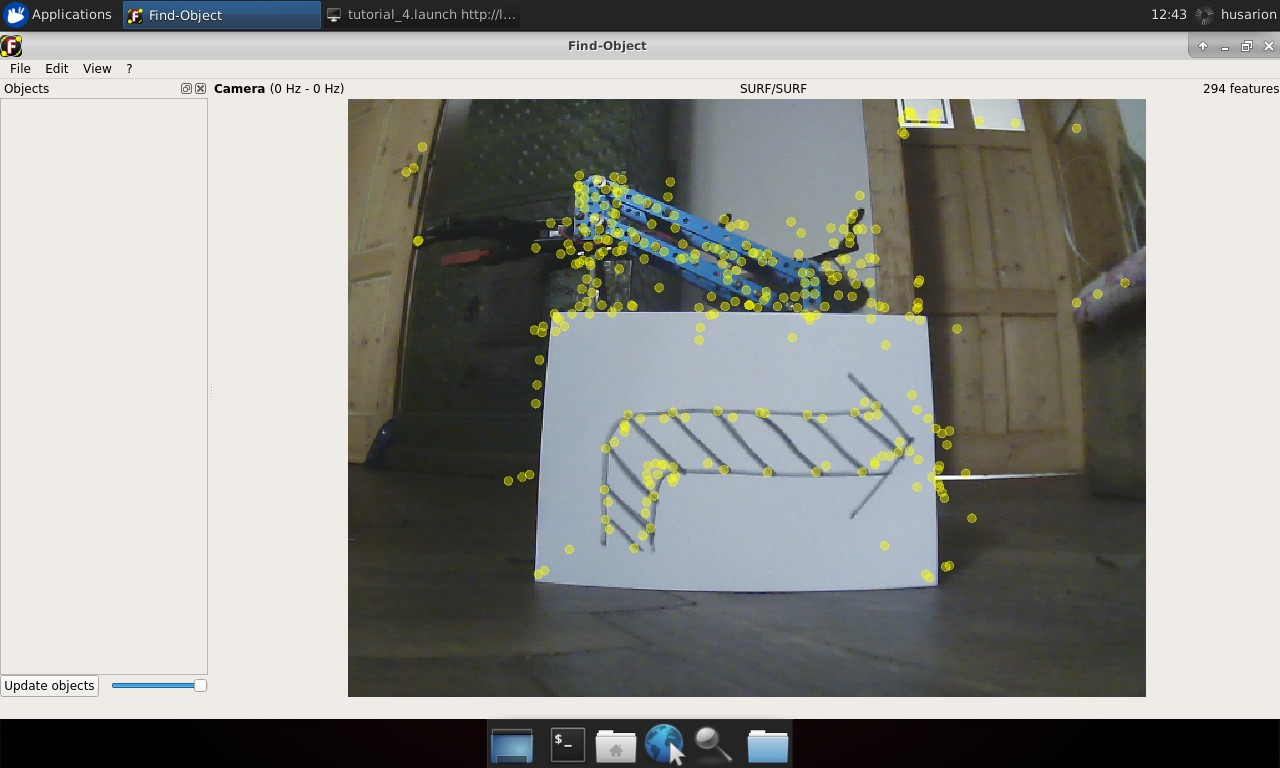 Applications
Find-Object
tutorial_4.launch http://l...
12:43
husarion
Find-Object
File Edit View ?
Objects
Camera (0 Hz - 0 Hz)
SURF/SURF
294 features
Update objects
$_